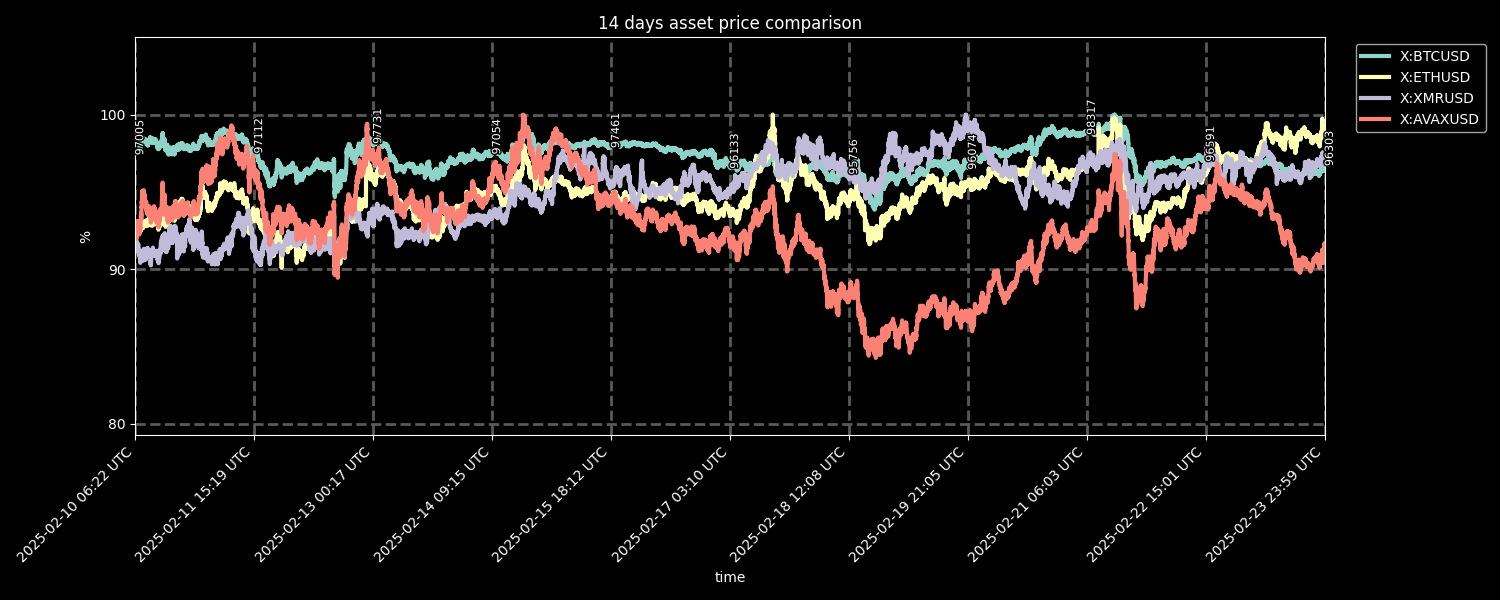 14 days asset price comparison
X:BTCUSD
X:ETHUSD
X:XMRUSD
X:AVAXUSD
100
90
80
%
97005
97112
97731
97054
97461
96133
95756
96074
98317
96591
96303
2025-02-10 06:22 UTC
2025-02-11 15:19 UTC
2025-02-13 00:17 UTC
2025-02-14 09:15 UTC
2025-02-15 18:12 UTC
2025-02-17 03:10 UTC
2025-02-18 12:08 UTC
2025-02-19 21:05 UTC
2025-02-21 06:03 UTC
2025-02-22 15:01 UTC
2025-02-23 23:59 UTC
time